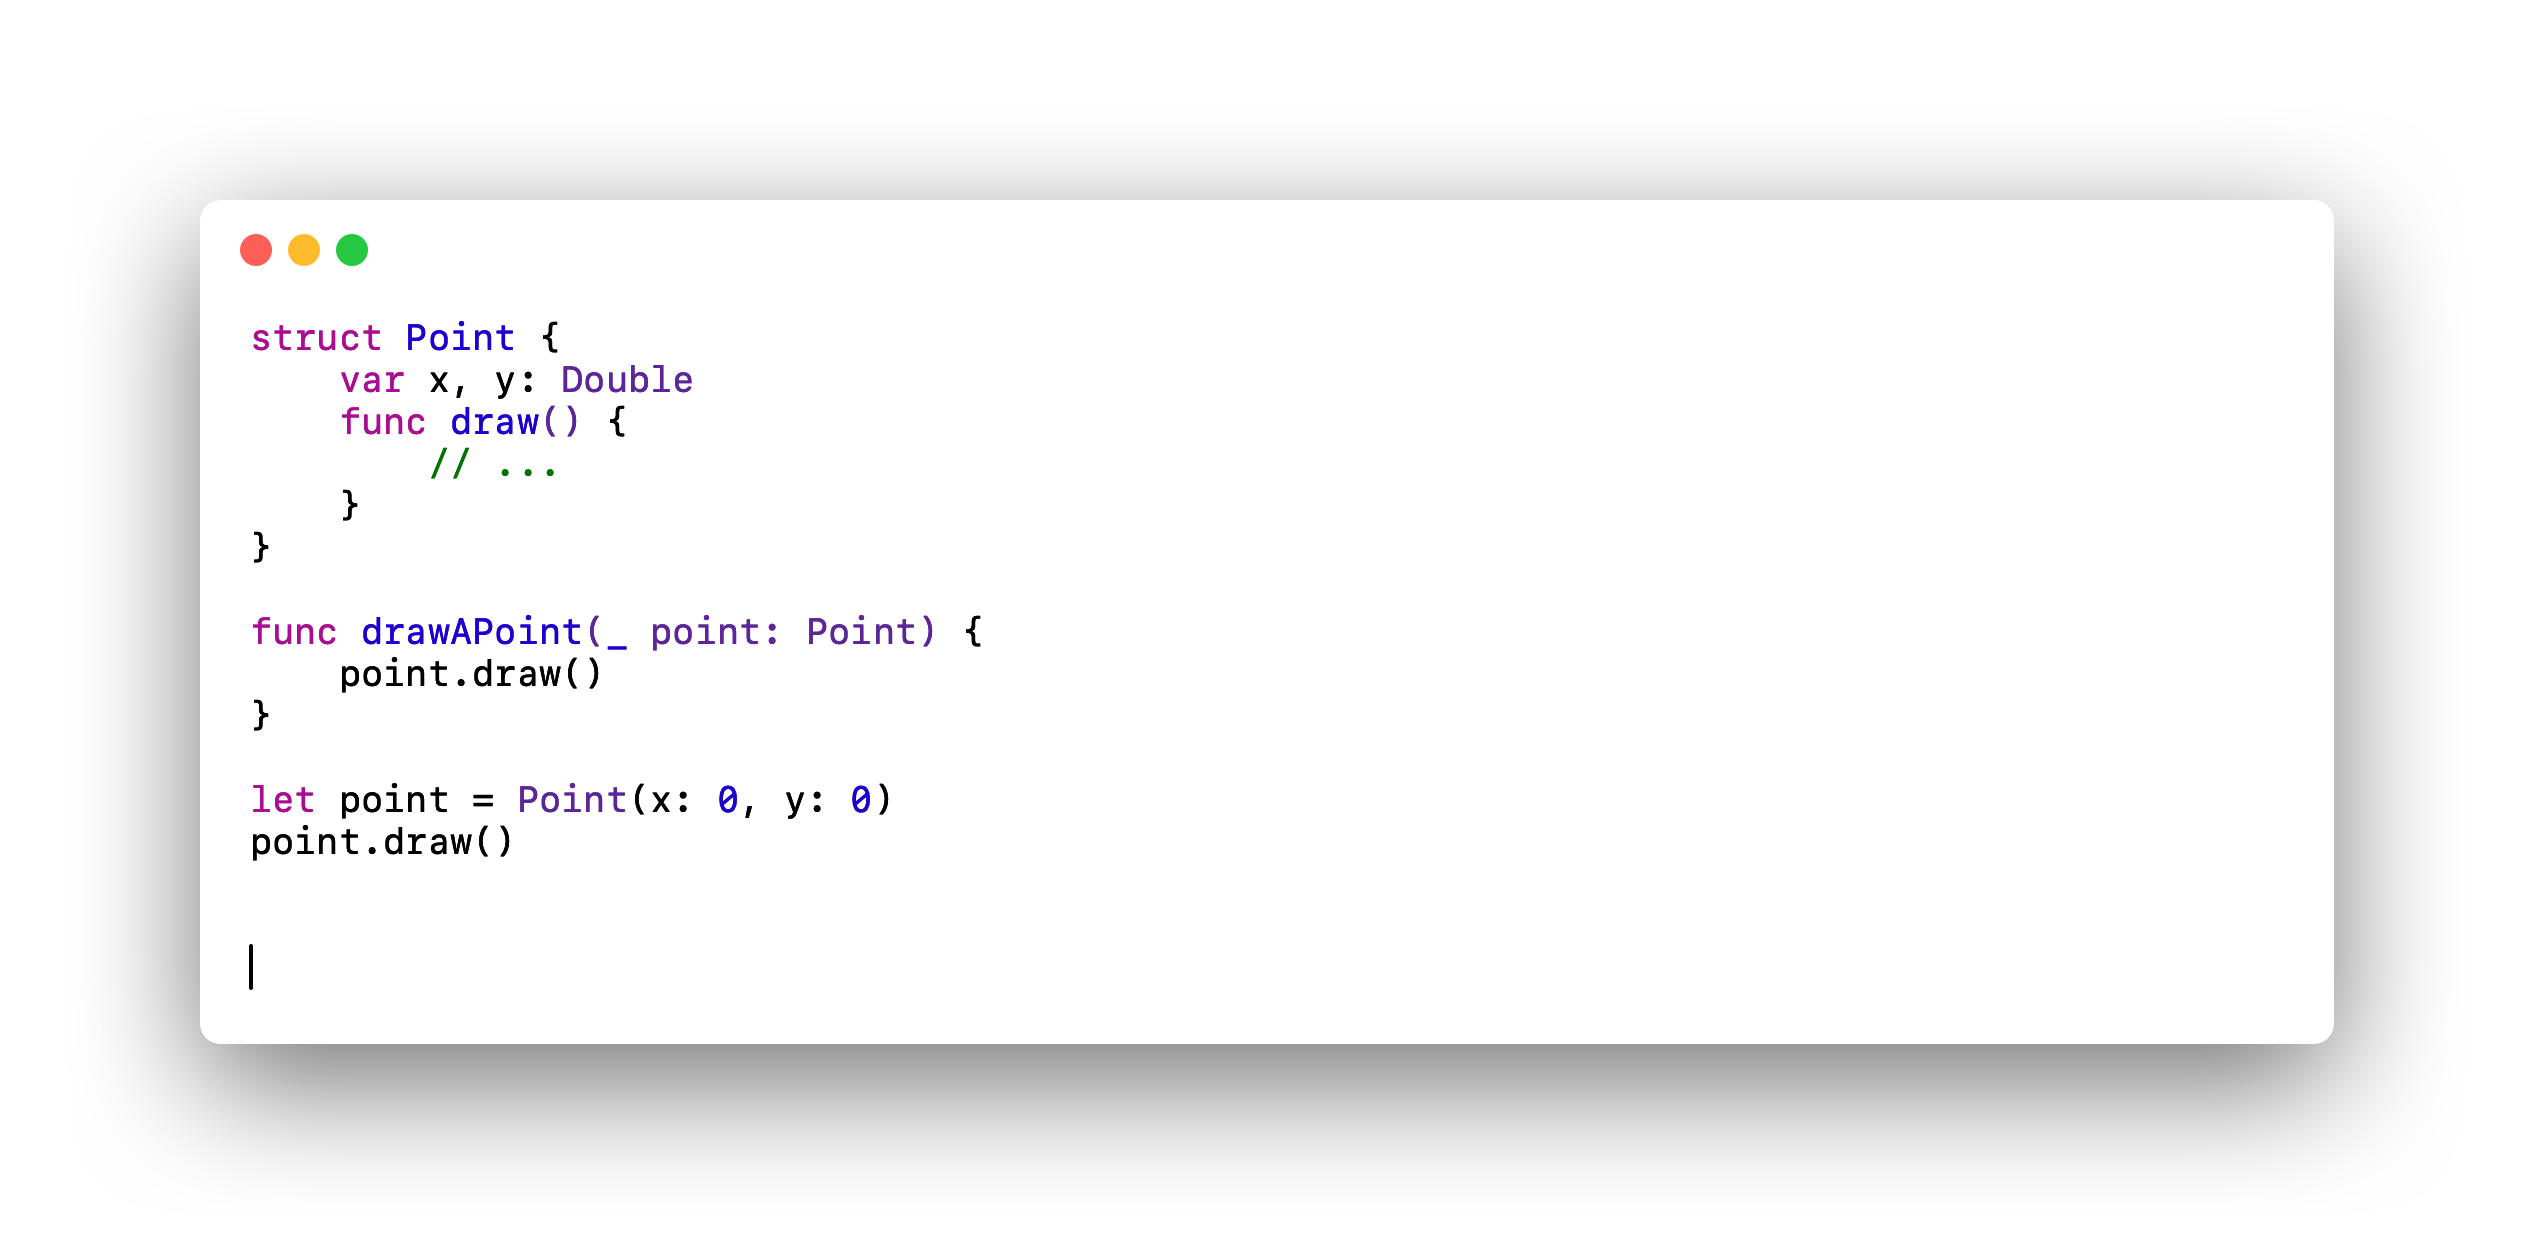 struct Point {
    var x, y: Double
    func draw() {
        // ...
    }
}

func drawAPoint(_ point: Point) {
    point.draw()
}

let point = Point(x: 0, y: 0)
point.draw()